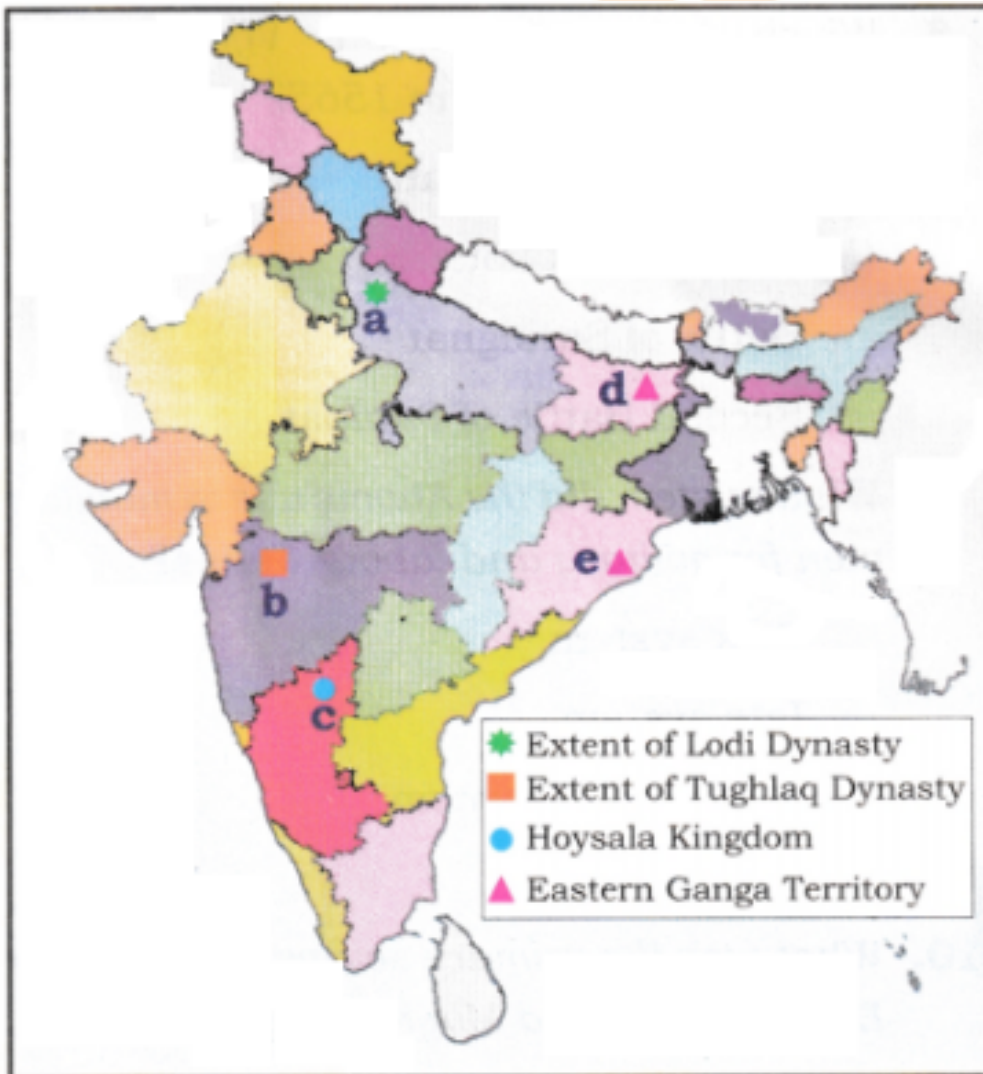 a
d
e
b
c
Extent of Lodi Dynasty
Extent of Tughlaq Dynasty
Hoysala Kingdom
Eastern Ganga Territory